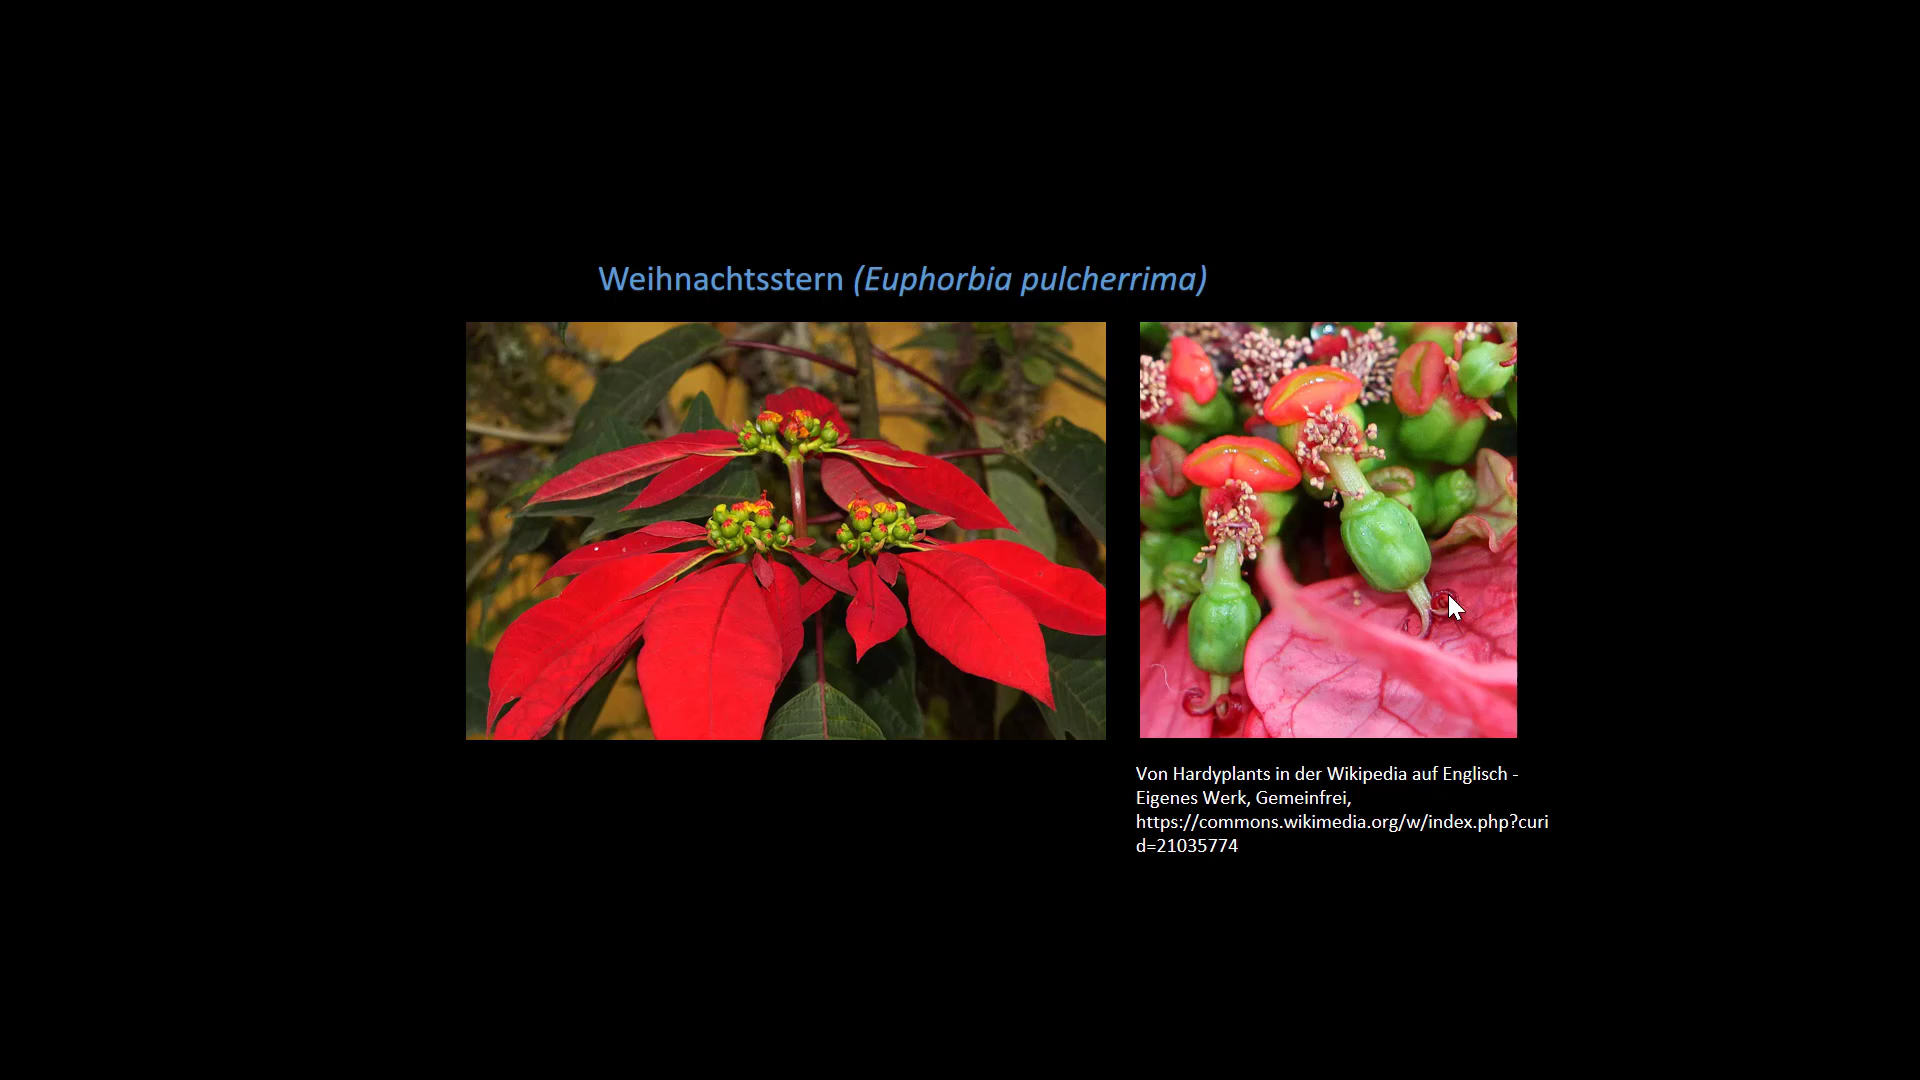 Weihnachtsstern (Euphorbia pulcherrima)
Von Hardyplants in der Wikipedia auf Englisch -
Eigenes Werk, Gemeinfrei,
https://commons.wikimedia.org/w/index.php?curi
d=21035774